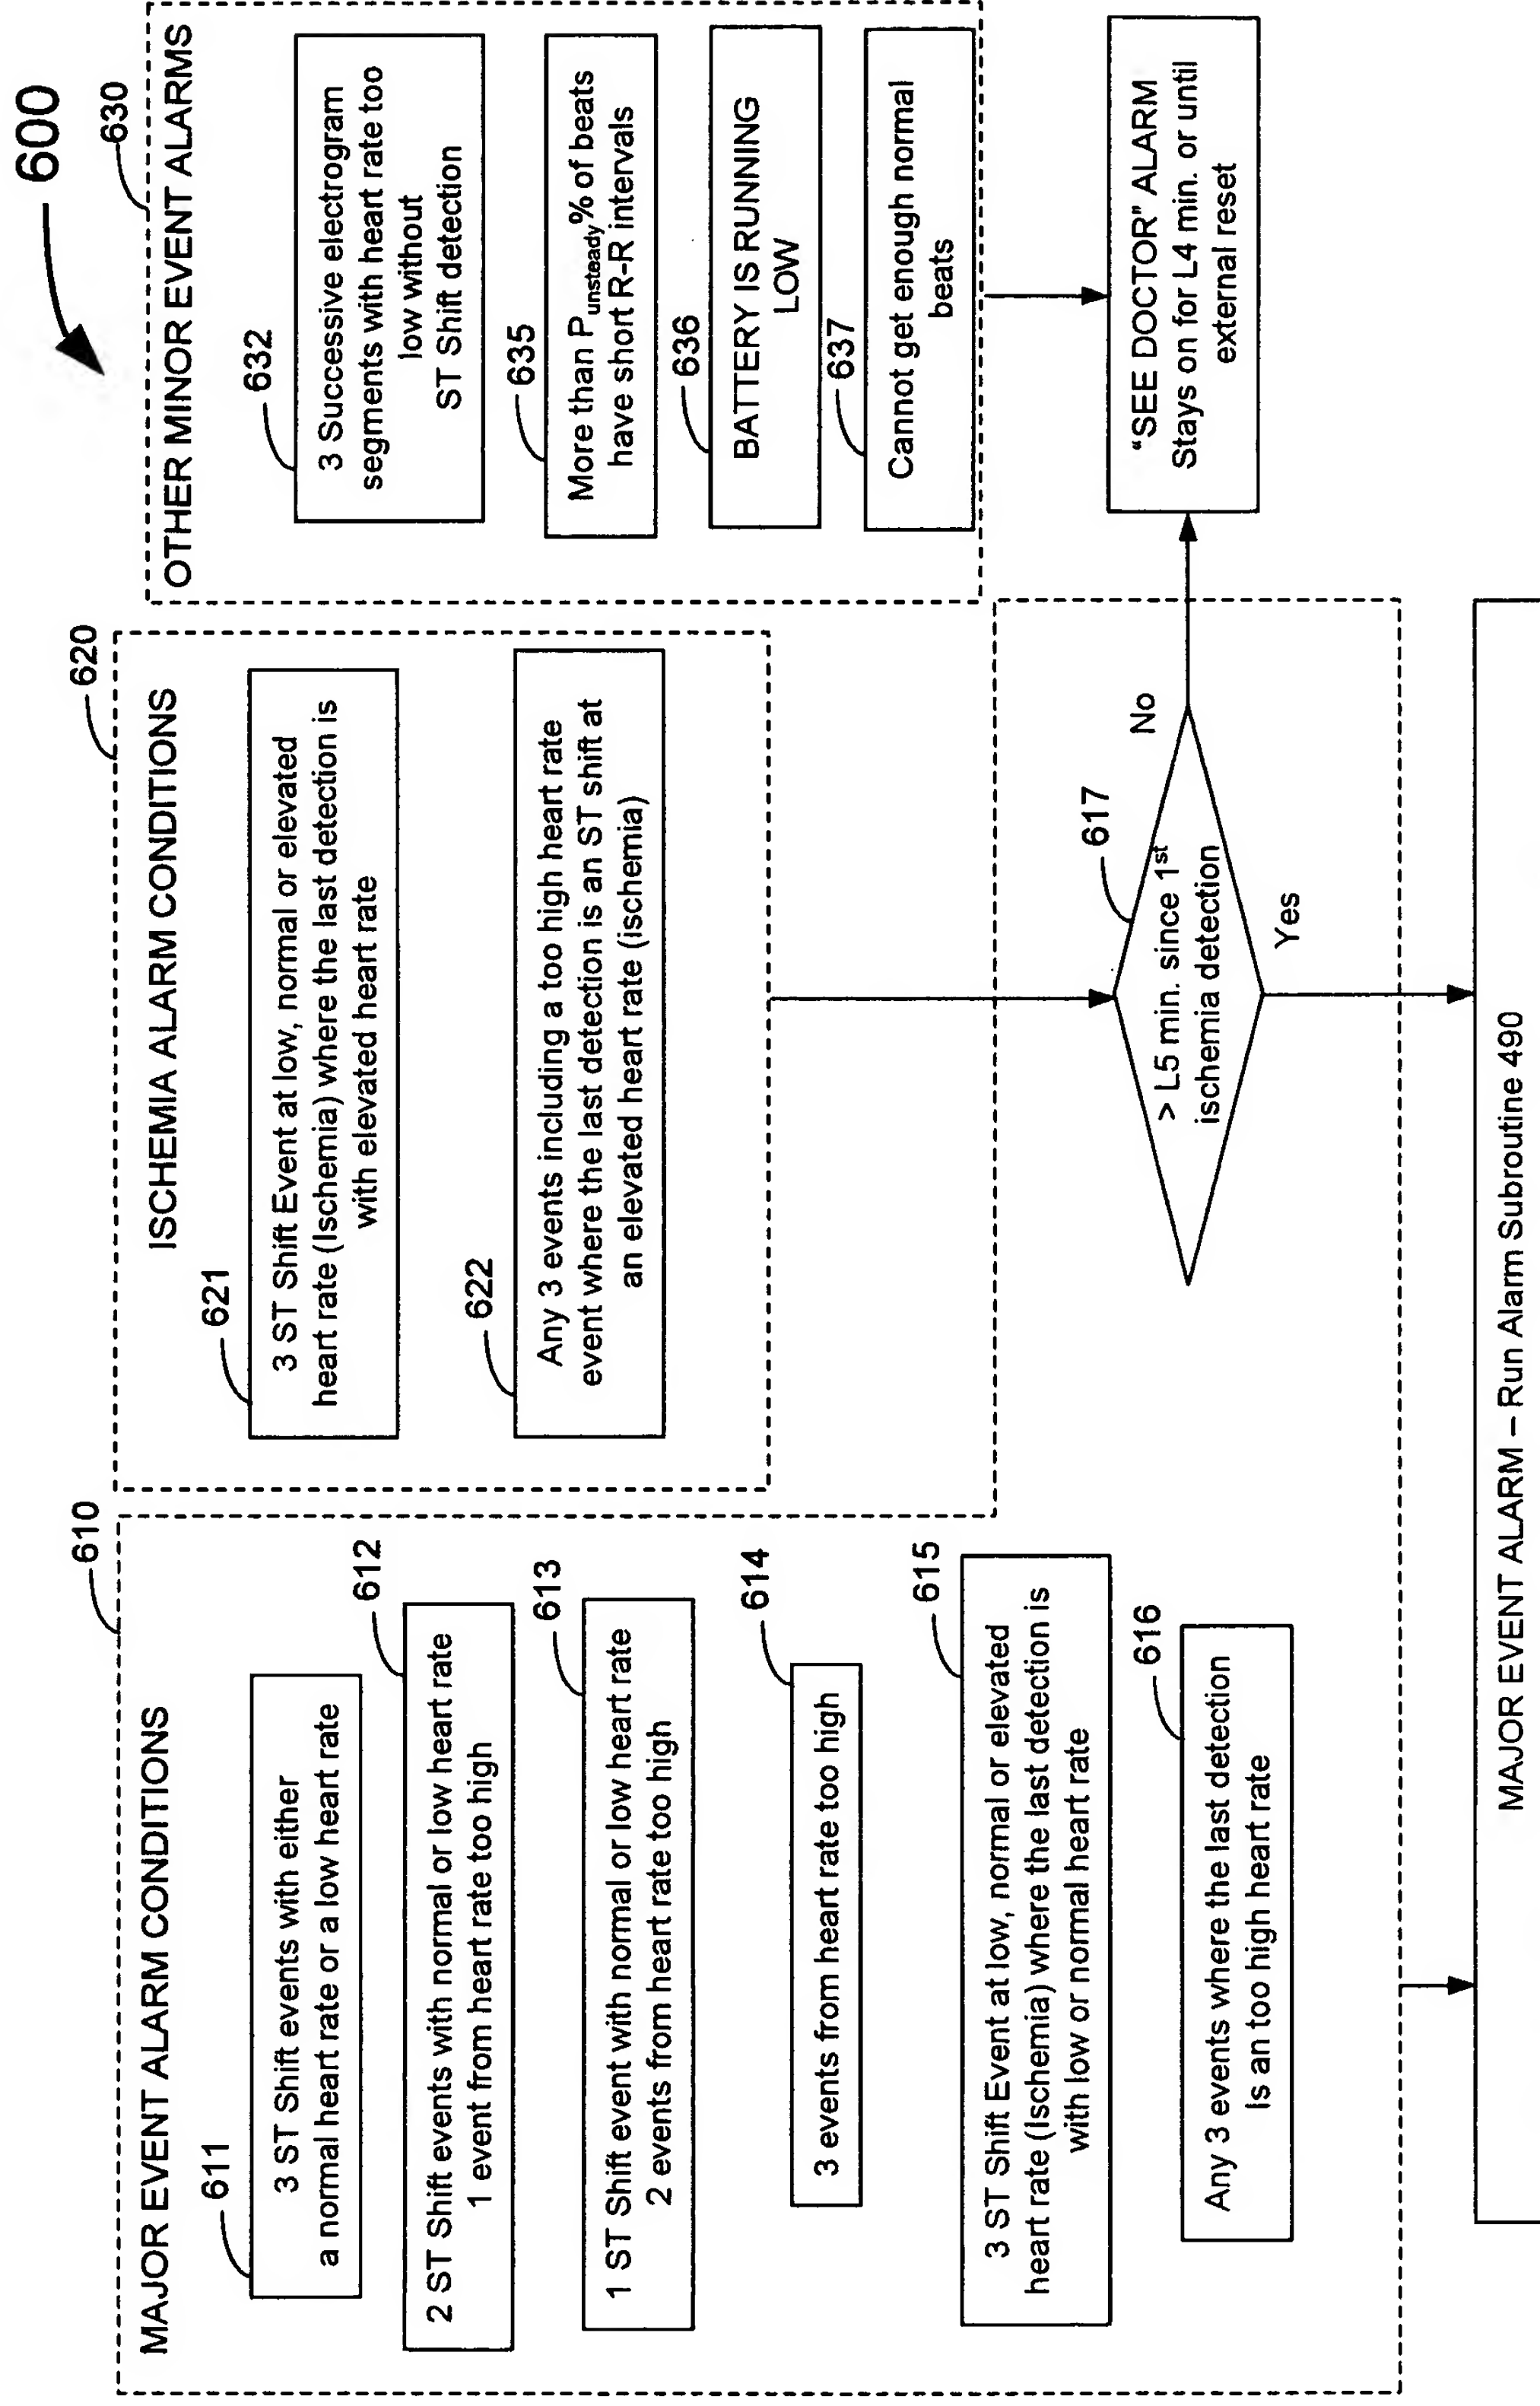 600
610
MAJOR EVENT ALARM CONDITIONS
611
3 ST Shift events with either
a normal heart rate or a low heart rate
612
2 ST Shift events with normal or low heart rate
1 event from heart rate too high
613
1 ST Shift event with normal or low heart rate
2 events from heart rate too high
614
3 events from heart rate too high
615
3 ST Shift Event at low, normal or elevated
heart rate (Ischemia) where the last detection is
with low or normal heart rate
616
Any 3 events where the last detection
Is an too high heart rate
620
ISCHEMIA ALARM CONDITIONS
621
3 ST Shift Event at low, normal or elevated
heart rate (Ischemia) where the last detection is
with elevated heart rate
622
Any 3 events including a too high heart rate
event where the last detection is an ST shift at
an elevated heart rate (ischemia)
617
> L5 min. since 1st
ischemia detection
No
Yes
630
OTHER MINOR EVENT ALARMS
632
3 Successive electrogram
segments with heart rate too
low without
ST Shift detection
635
More than Punsteady% of beats
have short R-R intervals
636
BATTERY IS RUNNING
LOW
637
Cannot get enough normal
beats
“SEE DOCTOR” ALARM
Stays on for L4 min. or until
external reset
MAJOR EVENT ALARM – Run Alarm Subroutine 490